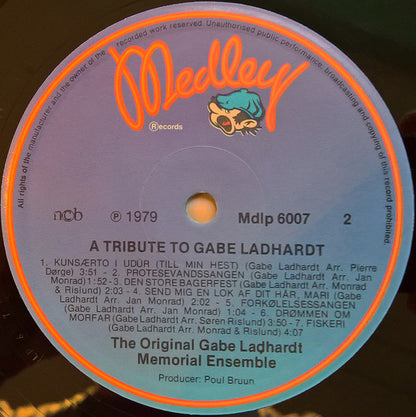 All rights of the manufacturer and the owner of the recorded work reserved. Unauthorised public performance, broadcasting and copying of this record prohibited
Medley
® Records
ncb
℗ 1979
Mdlp 6007
2
A TRIBUTE TO GABE LADHARDT
1. KUNSÆRTO I UDÜR (TILL MIN HEST) (Gabe Ladhardt Arr. Pierre
Dørge) 3:51 - 2. PROTESEVANDSSANGEN (Gabe Ladhardt Arr. Jan
Monrad) 1:52 - 3. DEN STORE BAGERFEST (Gabe Ladhardt Arr. Monrad
& Rislund) 2:03 - 4. SEND MIG EN LOK AF DIT HÅR, MARI (Gabe
Ladhardt Arr. Jan Monrad) 2:02 - 5. FORKØLELSESSANGEN
(Gabe Ladhardt Arr. Jan Monrad) 1:04 - 6. DRØMMEN OM
MORFAR (Gabe Ladhardt Arr. Søren Rislund) 3:50 - 7. FISKERI
(Gabe Ladhardt Arr. Monrad & Rislund) 4:07
The Original Gabe Ladhardt
Memorial Ensemble
Producer: Poul Bruun